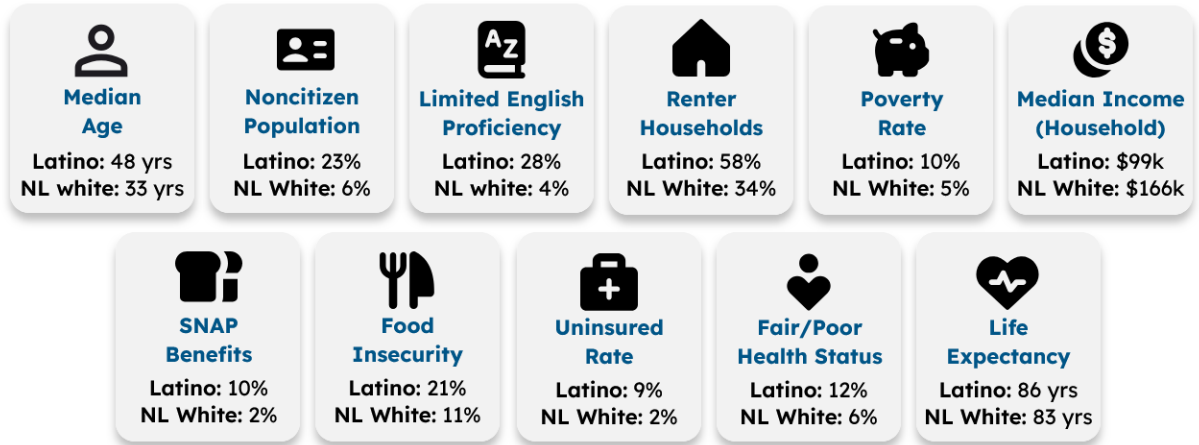 Median
Age
Latino: 48 yrs
NL white: 33 yrs
Noncitizen
Population
Latino: 23%
NL White: 6%
AZ
Limited English
Proficiency
Latino: 28%
NL white: 4%
Renter
Households
Latino: 58%
NL White: 34%
Poverty
Rate
Latino: 10%
NL White: 5%
$
Median Income
(Household)
Latino: $99k
NL White: $166k
SNAP
Benefits
Latino: 10%
NL White: 2%
Food
Insecurity
Latino: 21%
NL White: 11%
Uninsured
Rate
Latino: 9%
NL White: 2%
Fair/Poor
Health Status
Latino: 12%
NL White: 6%
Life
Expectancy
Latino: 86 yrs
NL White: 83 yrs